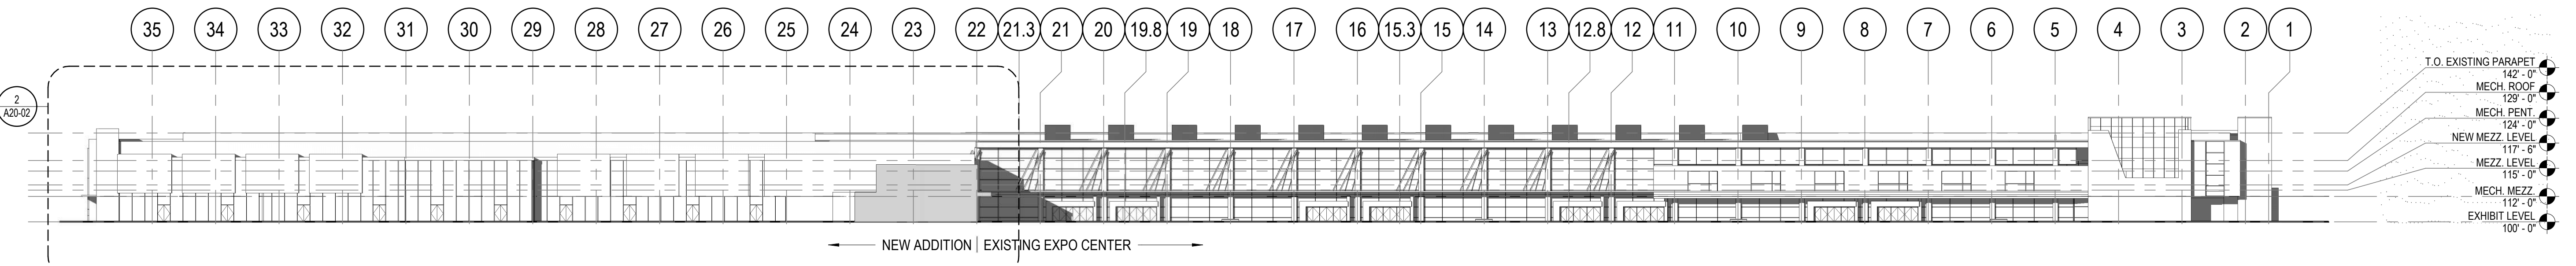 35 34 33 32 31 30 29 28 27 26 25 24 23 22 21.3 21 20 19.8 19 18 17 16 15.3 15 14 13 12.8 12 11 10 9 8 7 6 5 4 3 2 1
2
A20-02
T.O. EXISTING PARAPET
142' - 0"
MECH. ROOF
129' - 0"
MECH. PENT.
124' - 0"
NEW MEZZ. LEVEL
117' - 6"
MEZZ. LEVEL
115' - 0"
MECH. MEZZ.
112' - 0"
EXHIBIT LEVEL
100' - 0"
NEW ADDITION EXISTING EXPO CENTER